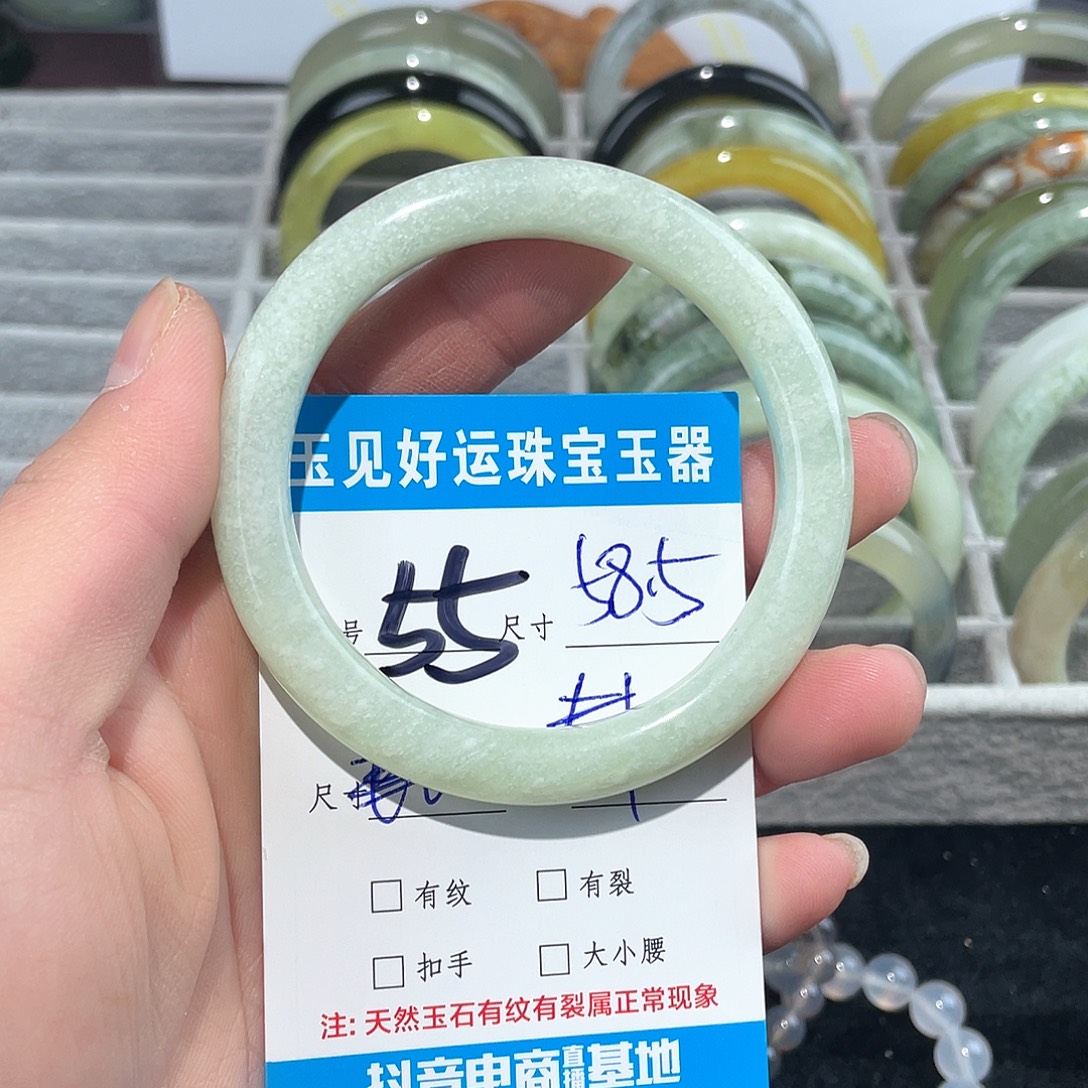 玉见好运珠宝玉器
号 55 尺寸 58.5
尺寸
有纹 有裂
扣手 大小腰
注: 天然玉石有纹有裂属正常现象
抖音电商直播基地